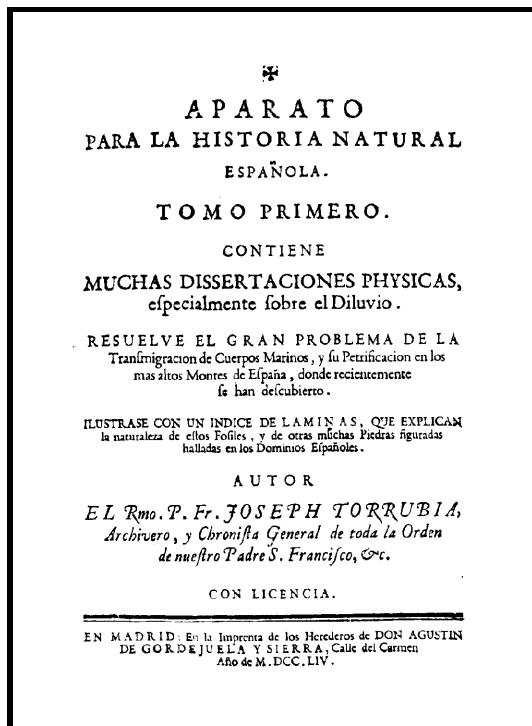 ✠
APARATO
PARA LA HISTORIA NATURAL
ESPAÑOLA.
TOMO PRIMERO.
CONTIENE
MUCHAS DISSERTACIONES PHYSICAS,
eſpecialmente ſobre el Diluvio.
RESUELVE EL GRAN PROBLEMA DE LA
Tranſmigracion de Cuerpos Marinos, y ſu Petrificacion en los
mas altos Montes de Eſpaña, donde recientemente
ſe han deſcubierto.
ILUSTRASE CON UN INDICE DE LAMINAS, QUE EXPLICAN
la naturaleza de eſtos Foſiles, y de otras muchas Piedras figuradas
halladas en los Dominios Eſpañoles.
AUTOR
EL Rmo. P. Fr. JOSEPH TORRUBIA,
Archivero, y Chroniſta General de toda la Orden
de nueſtro Padre S. Franciſco, &c.
CON LICENCIA.
EN MADRID: En la Imprenta de los Herederos de DON AGUSTIN
DE GORDEJUELA Y SIERRA, Calle del Carmen
Año de M.DCC.LIV.